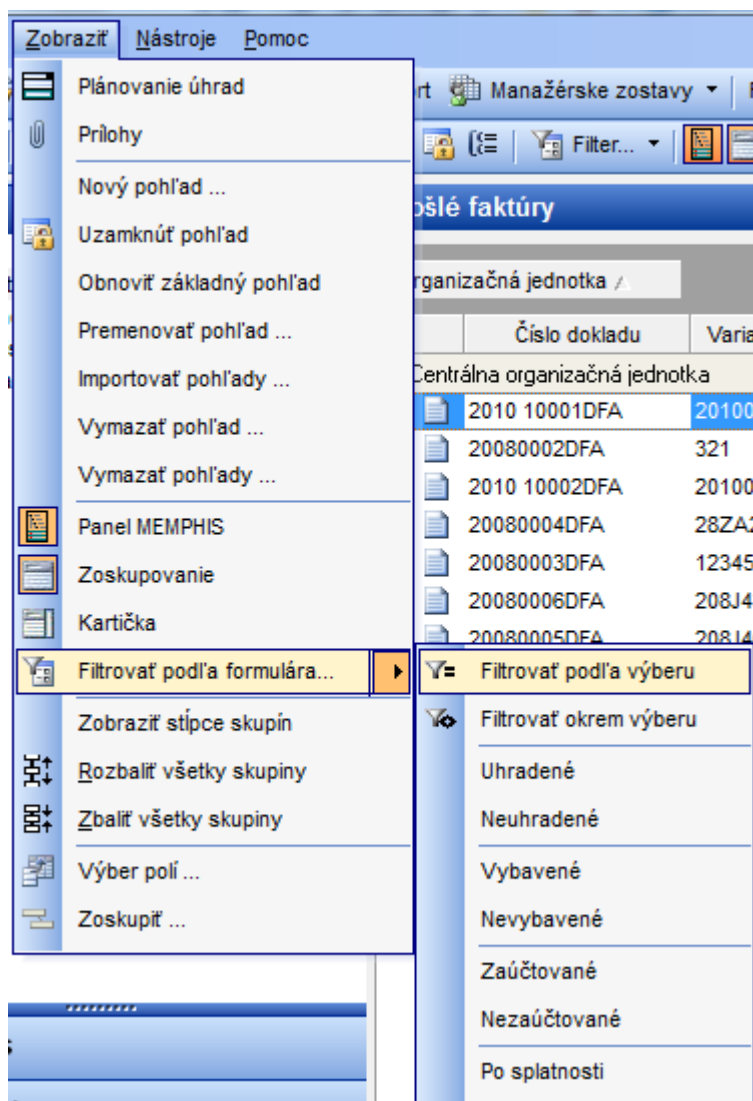 Zobraziť Nástroje Pomoc
Plánovanie úhrad
Manažérske zostavy
Prílohy
Filter...
Nový pohľad ...
faktúry
Uzamknúť pohľad
Obnoviť základný pohľad
jednotka
Premenovať pohľad ...
Číslo dokladu
Importovať pohľady ...
organizačná jednotka
Vymazať pohľad ...
2010 10001DFA
20080002DFA 321
Vymazať pohľady ...
2010 10002DFA
Panel MEMPHIS
20080004DFA
Zoskupovanie
20080003DFA
20080006DFA
Kartička
20080005DFA
Filtrovať podľa formulára...
Filtrovať podľa výberu
Zobraziť stĺpce skupín
Filtrovať okrem výberu
Rozbaliť všetky skupiny
Uhradené
Zbaliť všetky skupiny
Neuhradené
Výber polí ...
Vybavené
Zoskupiť ...
Nevybavené
Zaúčtované
Nezaúčtované
Po splatnosti